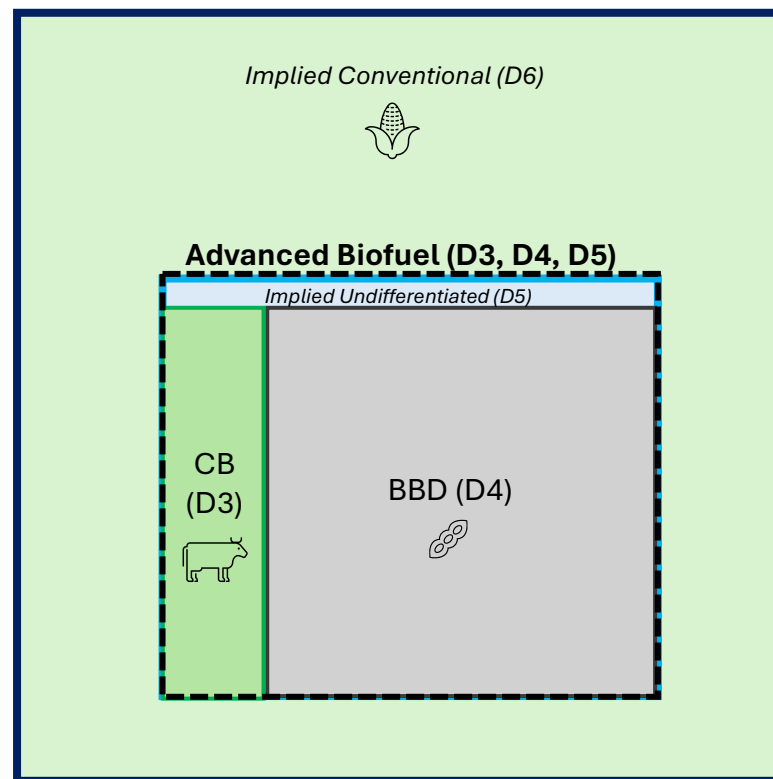 Implied Conventional (D6)
Advanced Biofuel (D3, D4, D5)
Implied Undifferentiated (D5)
CB
(D3)
BBD (D4)